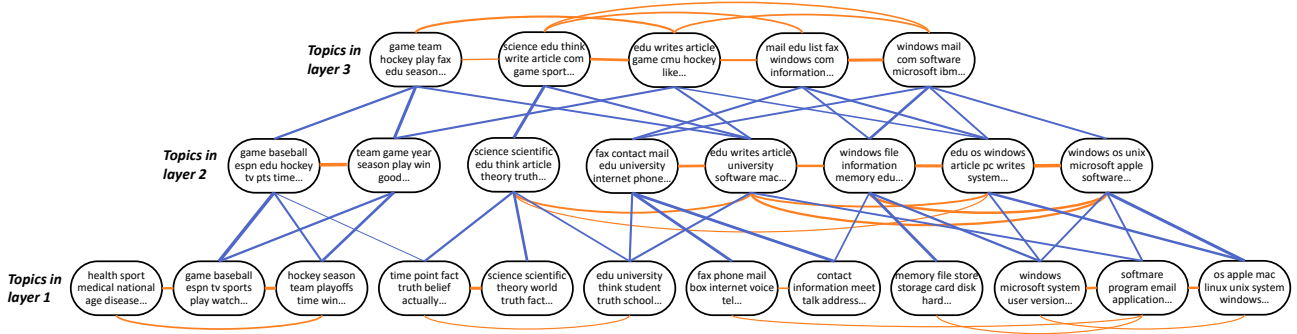 Topics in
layer 3
game team
hockey play fax
edu season...
science edu think
write article com
game sport...
edu writes article
game cmu hockey
like...
mail edu list fax
windows com
information...
windows mail
com software
microsoft ibm...
Topics in
layer 2
game baseball
espn edu hockey
tv pts time...
team game year
season play win
good...
science scientific
edu think article
theory truth...
fax contact mail
edu university
internet phone...
edu writes article
university
software mac...
windows file
information
memory edu...
edu os windows
article pc writes
system...
windows os unix
microsoft apple
software...
Topics in
layer 1
health sport
medical national
age disease...
game baseball
espn tv sports
play watch...
hockey season
team playoffs
time win...
time point fact
truth belief
actually...
science scientific
theory world
truth fact...
edu university
think student
truth school...
fax phone mail
box internet voice
tel...
contact
information meet
talk address...
memory file store
storage card disk
hard...
windows
microsoft system
user version...
softmare
program email
application...
os apple mac
linux unix system
windows...